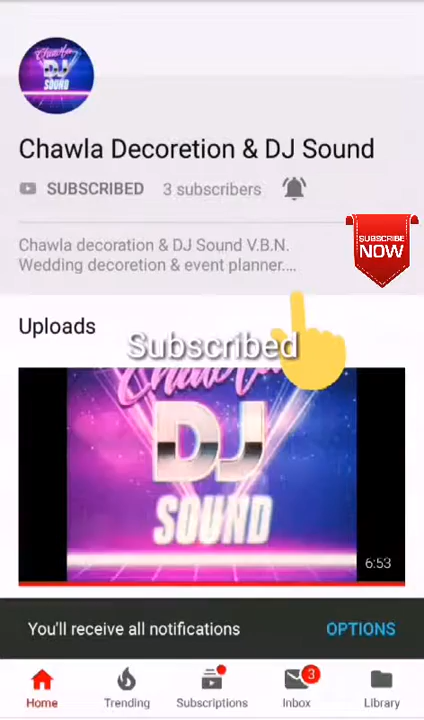 Chawla
DJ
SOUND
Chawla Decoretion & DJ Sound
SUBSCRIBED 3 subscribers
SUBSCRIBE
NOW
Chawla decoration & DJ Sound V.B.N.
Wedding decoretion & event planner....
Uploads
Subscribed
DJ
SOUND
6:53
You'll receive all notifications OPTIONS
3
Home Trending Subscriptions Inbox Library